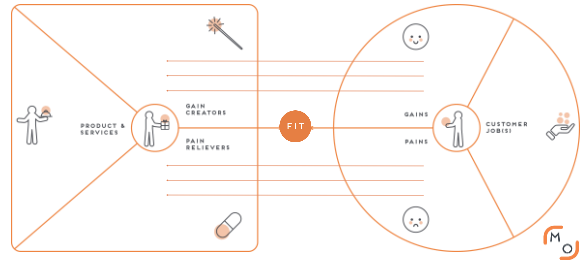 GAIN
CREATORS
PRODUCT &
SERVICES
FIT
GAINS
CUSTOMER
JOB(S)
PAIN
RELIEVERS
PAINS
M
O